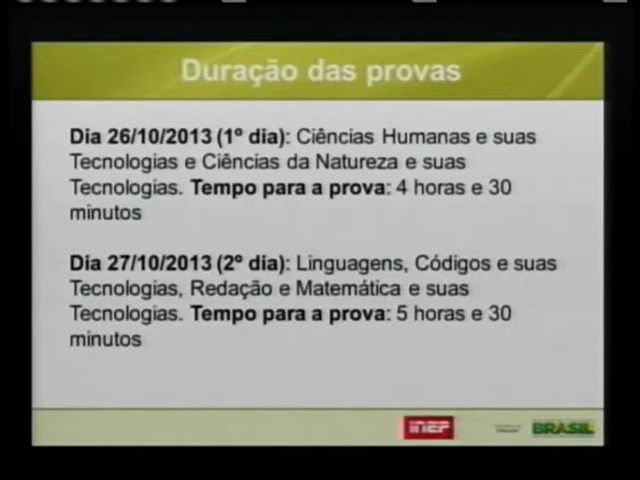 Duração das provas
Dia 26/10/2013 (1º dia): Ciências Humanas e suas
Tecnologias e Ciências da Natureza e suas
Tecnologias. Tempo para a prova: 4 horas e 30
minutos
Dia 27/10/2013 (2º dia): Linguagens, Códigos e suas
Tecnologias, Redação e Matemática e suas
Tecnologias. Tempo para a prova: 5 horas e 30
minutos
inep
BRASIL